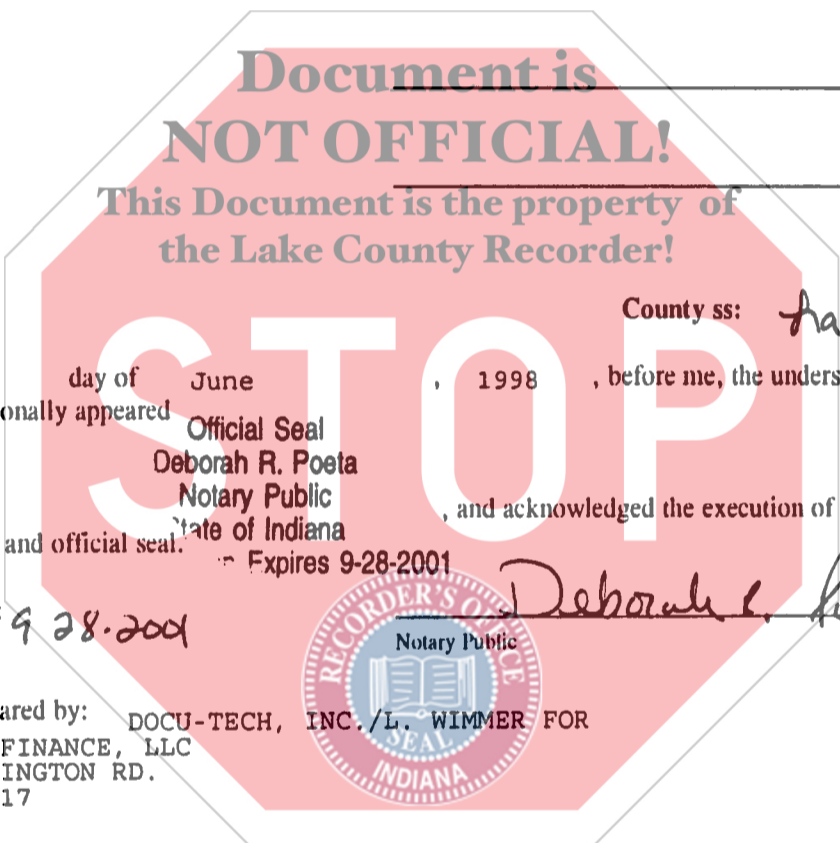 Document is
NOT OFFICIAL!
This Document is the property of
the Lake County Recorder!
STOP
County ss:
day of June , 1998 , before me, the unders
onally appeared
Official Seal
Deborah R. Poeta
Notary Public
tate of Indiana
Expires 9-28-2001
, and acknowledged the execution of
and official seal.
Deborah R.
9 28.2001
Notary Public
RECORDER'S OFFICE
SEAL
INDIANA
ared by: DOCU-TECH, INC./L. WIMMER FOR
FINANCE, LLC
INGTON RD.
17